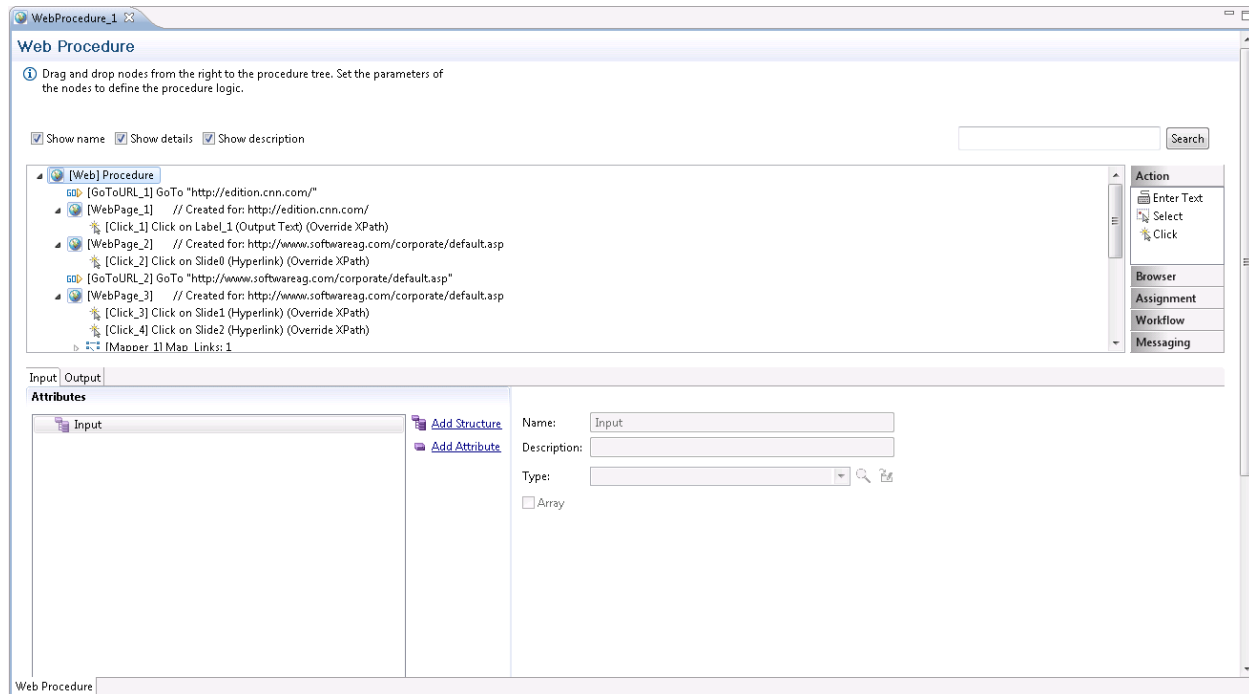 WebProcedure_1
Web Procedure
Drag and drop nodes from the right to the procedure tree. Set the parameters of
the nodes to define the procedure logic.
Show name Show details Show description
Search
[Web] Procedure
[GoToURL_1] GoTo "http://edition.cnn.com/"
[WebPage_1] // Created for: http://edition.cnn.com/
[Click_1] Click on Label_1 (Output Text) (Override XPath)
[WebPage_2] // Created for: http://www.softwareag.com/corporate/default.asp
[Click_2] Click on Slide0 (Hyperlink) (Override XPath)
[GoToURL_2] GoTo "http://www.softwareag.com/corporate/default.asp"
[WebPage_3] // Created for: http://www.softwareag.com/corporate/default.asp
[Click_3] Click on Slide1 (Hyperlink) (Override XPath)
[Click_4] Click on Slide2 (Hyperlink) (Override XPath)
[Mapper_1] Map Links: 1
Action
Enter Text
Select
Click
Browser
Assignment
Workflow
Messaging
Input Output
Attributes
Input
Add Structure
Add Attribute
Name: Input
Description:
Type:
Array
Web Procedure